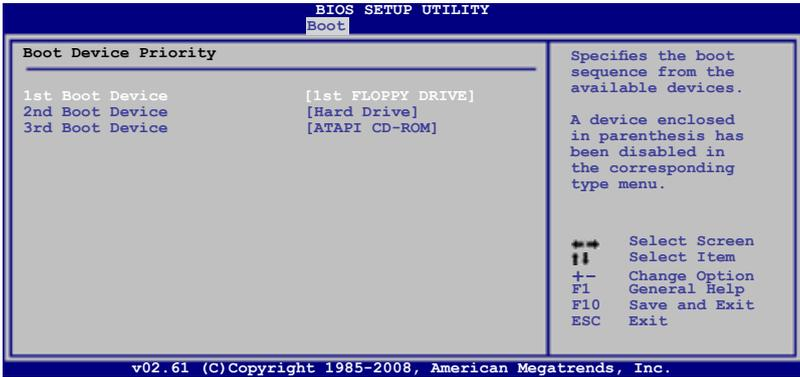 BIOS SETUP UTILITY
Boot
Boot Device Priority
1st Boot Device [1st FLOPPY DRIVE]
2nd Boot Device [Hard Drive]
3rd Boot Device [ATAPI CD-ROM]
Specifies the boot
sequence from the
available devices.
A device enclosed
in parenthesis has
been disabled in
the corresponding
type menu.
←→ Select Screen
↑↓ Select Item
+- Change Option
F1 General Help
F10 Save and Exit
ESC Exit
v02.61 (C)Copyright 1985-2008, American Megatrends, Inc.